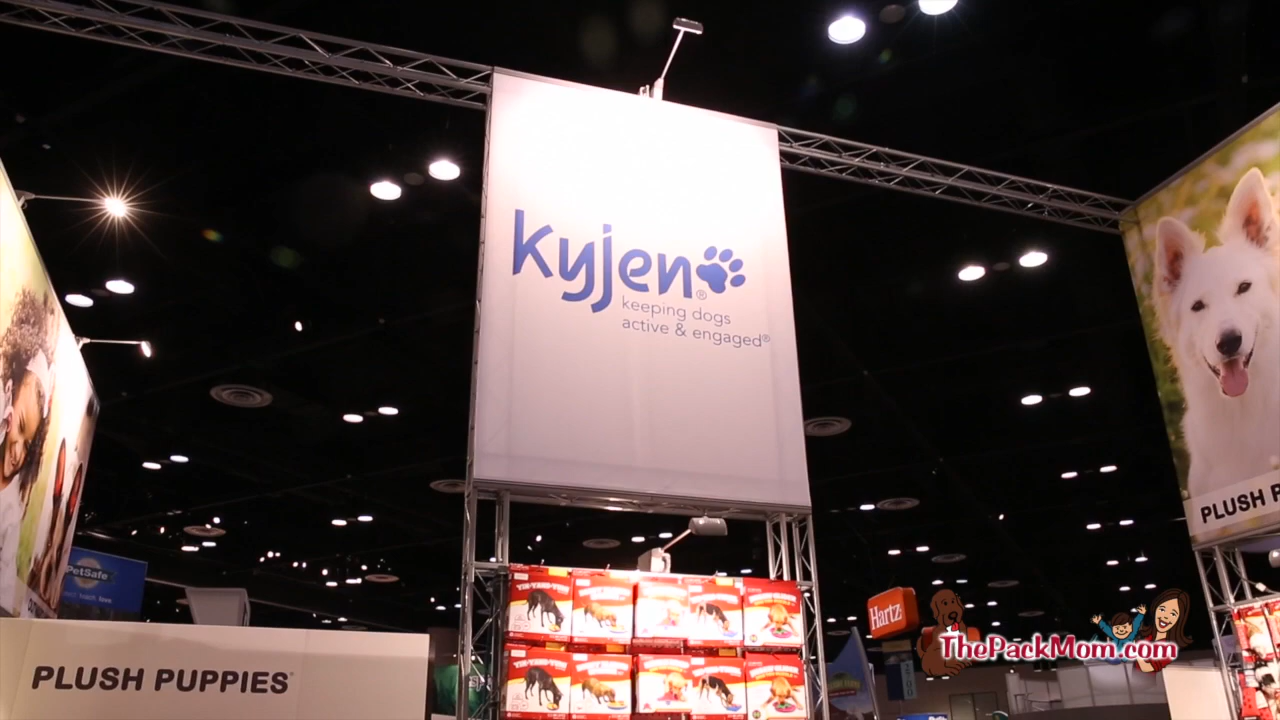 kyjen®
keeping dogs
active & engaged®
PLUSH P
PetSafe
Hartz
ThePackMom.com
PLUSH PUPPIES